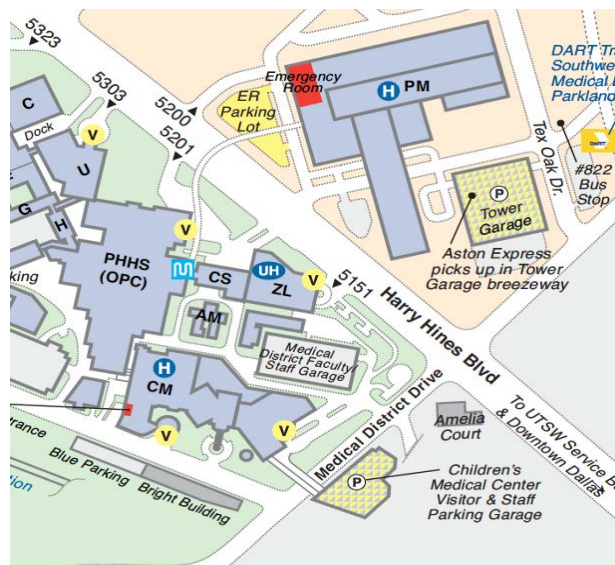 5323
5303
5200
5201
C
Dock
V
U
G
H
Emergency
Room
H PM
ER
Parking
Lot
DART
Southwe
Medical
Parkland
DART
Tex Oak Dr.
#822
Bus
Stop
P
Tower
Garage
Aston Express
picks up in Tower
Garage breezeway
V
PHHS
(OPC)
CS
UH
ZL
V
5151
Harry Hines Blvd
AM
Medical
District Faculty/
Staff Garage
H
CM
V
V
Medical District Drive
Amelia
Court
To UTSW Service B
& Downtown Dallas
P
Children's
Medical Center
Visitor & Staff
Parking Garage
king
trance
Blue Parking
Bright Building
tion